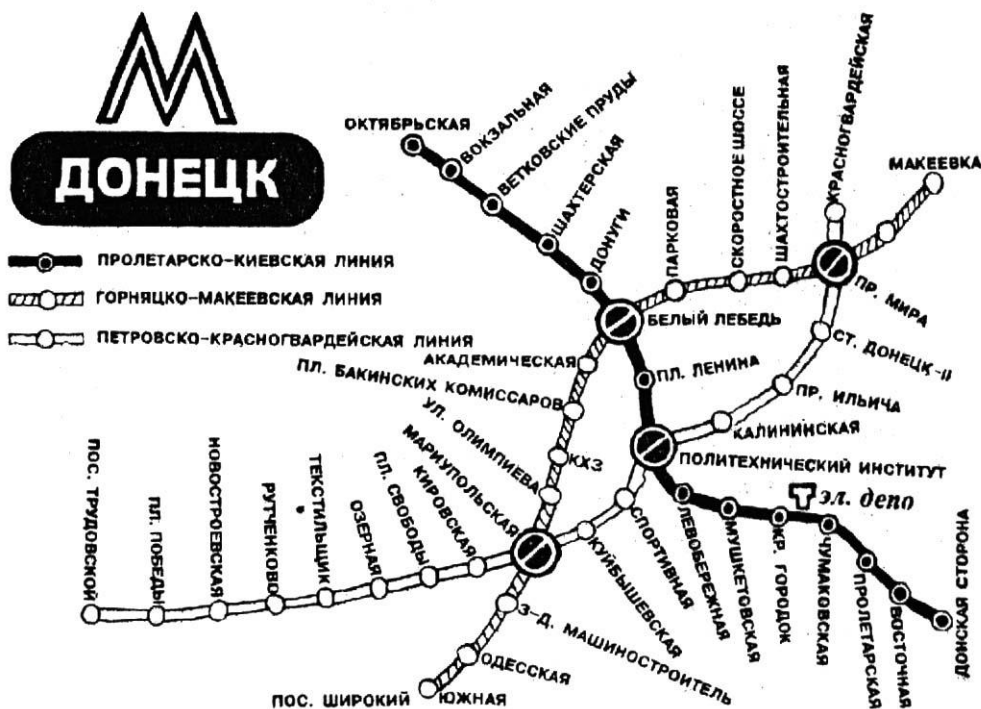 М
ДОНЕЦК
ПРОЛЕТАРСКО-КИЕВСКАЯ ЛИНИЯ
ГОРНЯЦКО-МАКЕЕВСКАЯ ЛИНИЯ
ПЕТРОВСКО-КРАСНОГВАРДЕЙСКАЯ ЛИНИЯ
ОКТЯБРЬСКАЯ
ВОКЗАЛЬНАЯ
ВЕТКОВСКИЕ ПРУДЫ
ШАХТЕРСКАЯ
ДОНУГИ
БЕЛЫЙ ЛЕБЕДЬ
ПАРКОВАЯ
СКОРОСТНОЕ ШОССЕ
ШАХТОСТРОИТЕЛЬНАЯ
КРАСНОГВАРДЕЙСКАЯ
МАКЕЕВКА
ПР. МИРА
СТ. ДОНЕЦК-II
ПР. ИЛЬИЧА
КАЛИНИНСКАЯ
ПЛ. ЛЕНИНА
ПОЛИТЕХНИЧЕСКИЙ ИНСТИТУТ
АКАДЕМИЧЕСКАЯ
ПЛ. БАКИНСКИХ КОМИССАРОВ
КХЗ
УЛ. ОЛИМПИЕВА
МАРИУПОЛЬСКАЯ
КИРОВСКАЯ
ПЛ. СВОБОДЫ
ОЗЕРНАЯ
ТЕКСТИЛЬЩИК
РУТЧЕНКОВО
НОВОСТРОЕВСКАЯ
ПЛ. ПОБЕДЫ
ПОС. ТРУДОВСКОЙ
эл. депо
КУЙБЫШЕВСКАЯ
СПОРТИВНАЯ
ЛЕВОБЕРЕЖНАЯ
МУШКЕТОВСКАЯ
КР. ГОРОДОК
ЧУМАКОВСКАЯ
ПРОЛЕТАРСКАЯ
ВОСТОЧНАЯ
ДОНСКАЯ СТОРОНА
З-Д. МАШИНОСТРОИТЕЛЬ
ОДЕССКАЯ
ПОС. ШИРОКИЙ
ЮЖНАЯ